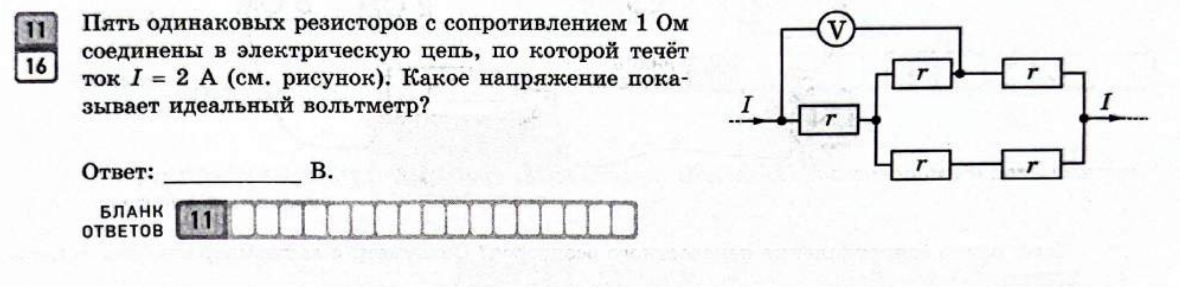 11
16
Пять одинаковых резисторов с сопротивлением 1 Ом
соединены в электрическую цепь, по которой течёт
ток I = 2 А (см. рисунок). Какое напряжение пока-
зывает идеальный вольтметр?
Ответ: ____________ В.
БЛАНК
ОТВЕТОВ
11
V
r
r
I
r
I
r
r